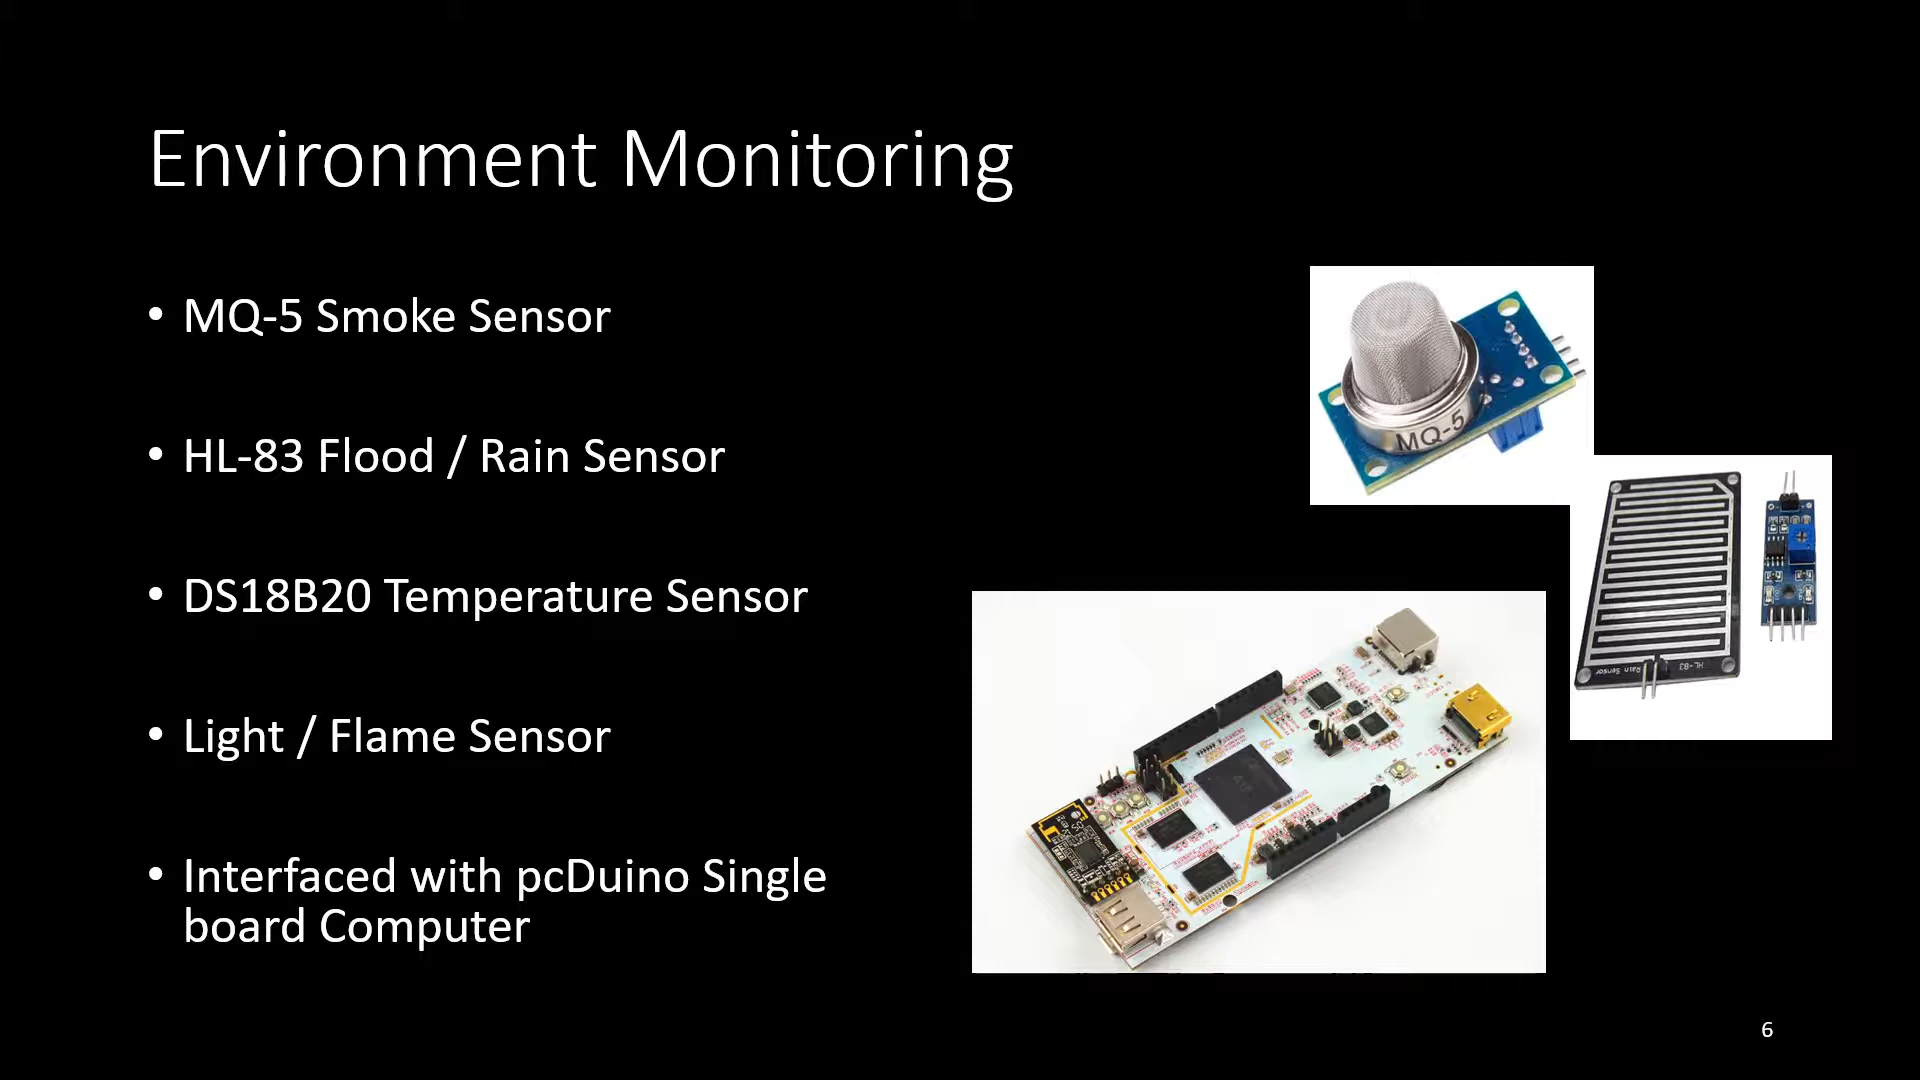 Environment Monitoring
• MQ-5 Smoke Sensor
• HL-83 Flood / Rain Sensor
• DS18B20 Temperature Sensor
• Light / Flame Sensor
• Interfaced with pcDuino Single
board Computer
MQ-5
Rain Sensor
HL-83
6